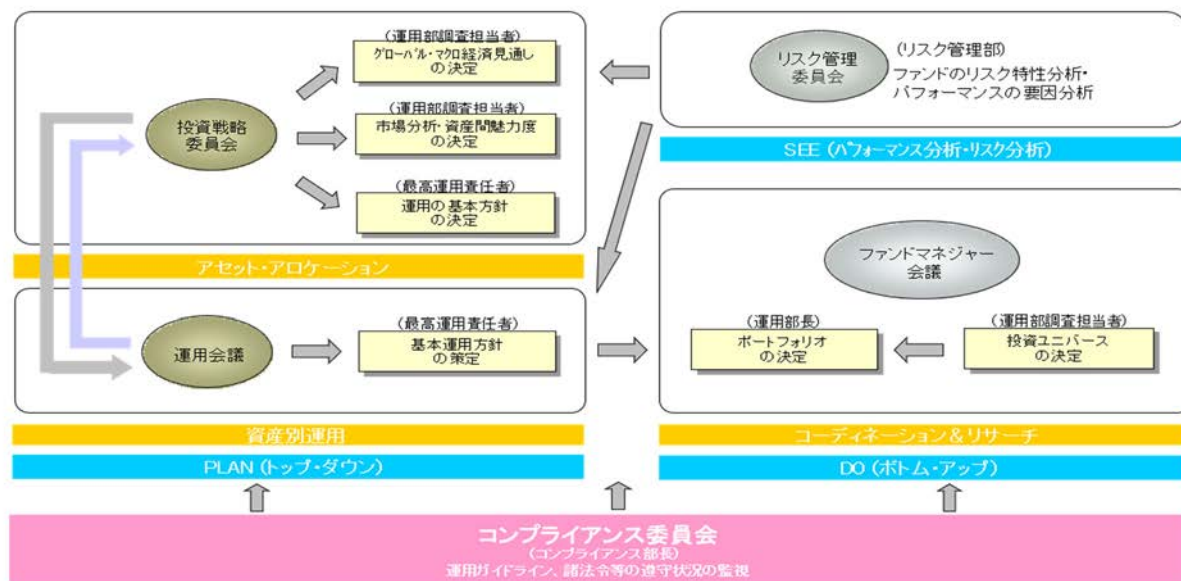 (運用部調査担当者)
グローバル・マクロ経済見通し
の決定
投資戦略
委員会
(運用部調査担当者)
市場分析・資産間魅力度
の決定
(最高運用責任者)
運用の基本方針
の決定
アセット・アロケーション
リスク管理
委員会
(リスク管理部)
ファンドのリスク特性分析・
パフォーマンスの要因分析
SEE (パフォーマンス分析・リスク分析)
運用会議
(最高運用責任者)
基本運用方針
の策定
資産別運用
PLAN (トップ・ダウン)
ファンドマネジャー
会議
(運用部長)
ポートフォリオ
の決定
(運用部調査担当者)
投資ユニバース
の決定
コーディネーション＆リサーチ
DO (ボトム・アップ)
コンプライアンス委員会
(コンプライアンス部長)
運用ガイドライン、諸法令等の遵守状況の監視